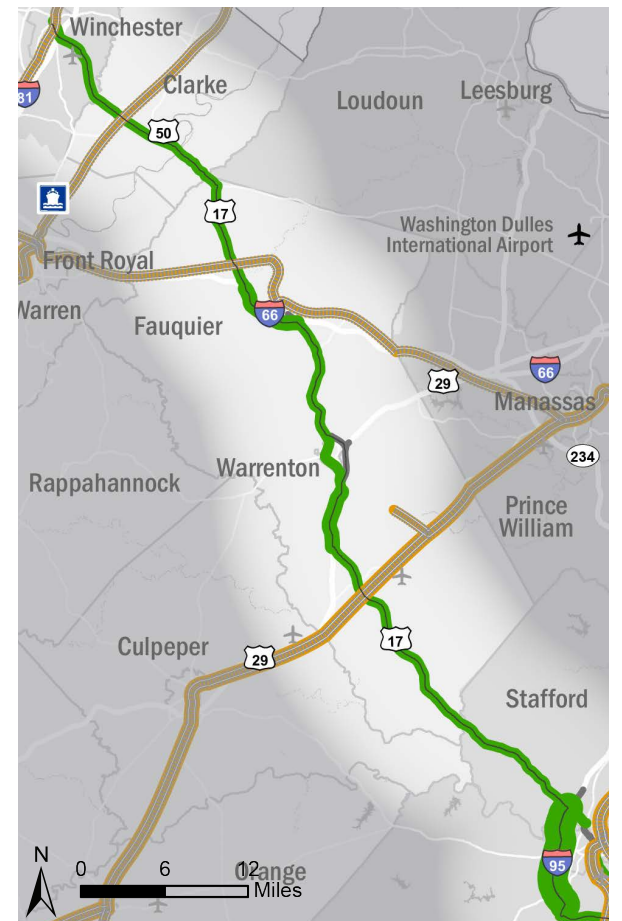 Winchester
Clarke
81
Loudoun
Leesburg
50
17
Washington Dulles
International Airport
Front Royal
Warren
Fauquier
66
66
29
Manassas
234
Warrenton
Rappahannock
Prince
William
Culpeper
29
17
Stafford
N
0 6 12
Orange
Miles
95